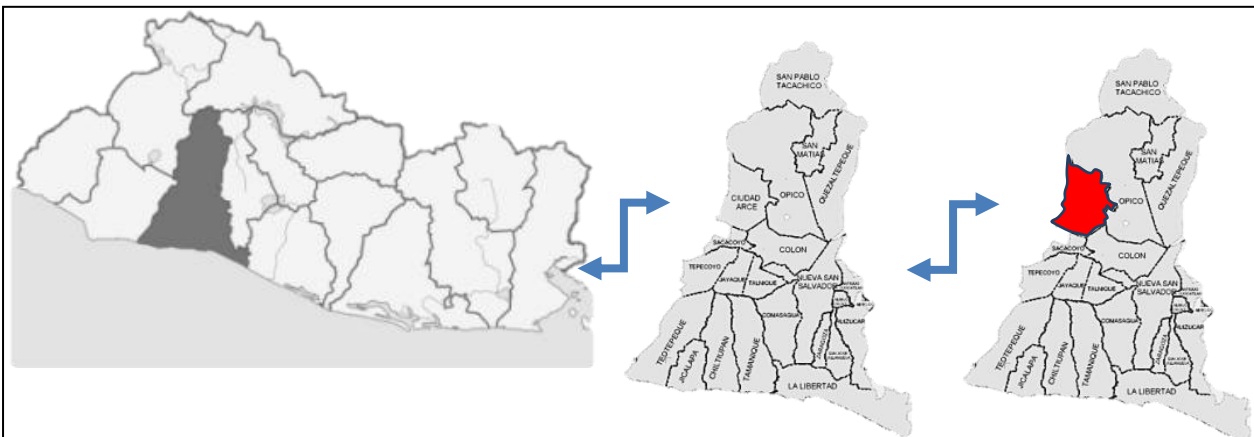 SAN PABLO
TACACHICO
SAN
MATIAS
QUEZALTEPEQUE
CIUDAD
ARCE
OPICO
SACACOYO
COLON
TEPECOYO
JAYAQUE
TALNIQUE
NUEVA SAN
SALVADOR
COMASAGUA
ZARAGOZA
TEOTEPEQUE
JICALAPA
CHILTIUPAN
TAMANIQUE
LA LIBERTAD
SAN PABLO
TACACHICO
SAN
MATIAS
QUEZALTEPEQUE
OPICO
SACACOYO
COLON
TEPECOYO
JAYAQUE
TALNIQUE
NUEVA SAN
SALVADOR
COMASAGUA
ZARAGOZA
TEOTEPEQUE
JICALAPA
CHILTIUPAN
TAMANIQUE
LA LIBERTAD